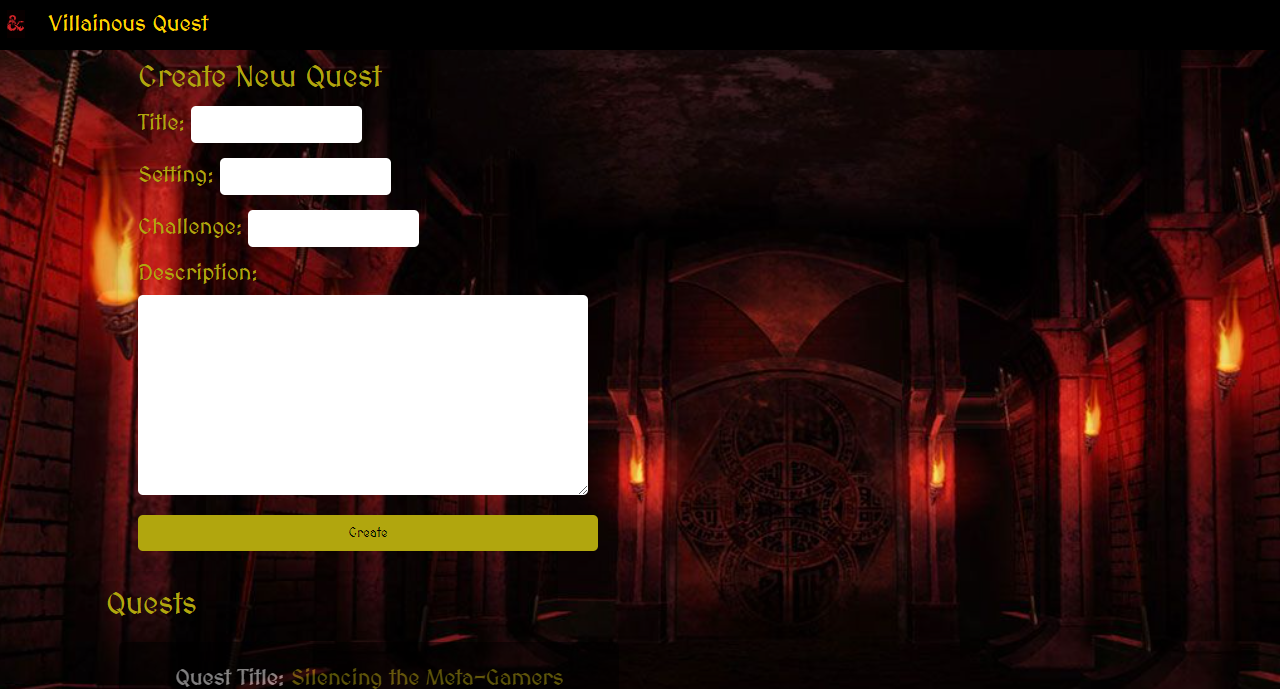 & Villainous Quest
Create New Quest
Title:
Setting:
Challenge:
Description:
Create
Quests
Quest Title: Silencing the Meta-Gamers